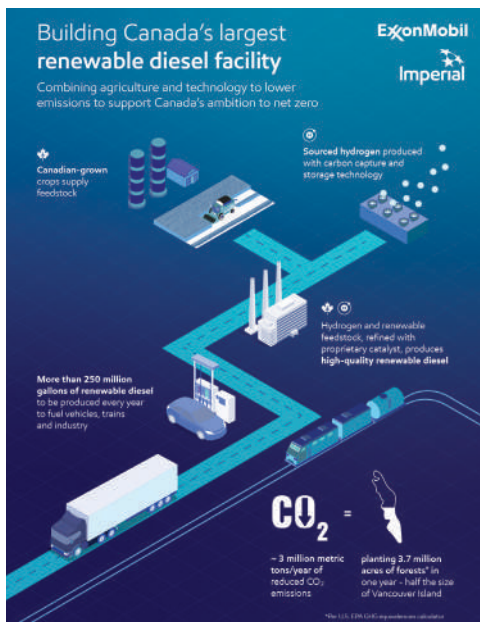 Building Canada's largest
renewable diesel facility
Combining agriculture and technology to lower
emissions to support Canada's ambition to net zero
ExxonMobil
Imperial
Canadian-grown
crops supply
feedstock
Sourced hydrogen produced
with carbon capture and
storage technology
Hydrogen and renewable
feedstock, refined with
proprietary catalyst, produces
high-quality renewable diesel
More than 250 million
gallons of renewable diesel
to be produced every year
to fuel vehicles, trains
and industry
CO2
=
~ 3 million metric
tons/year of
reduced CO₂
emissions
planting 3.7 million
acres of forests* in
one year - half the size
of Vancouver Island
*Per U.S. EPA GHG equivalencies calculator